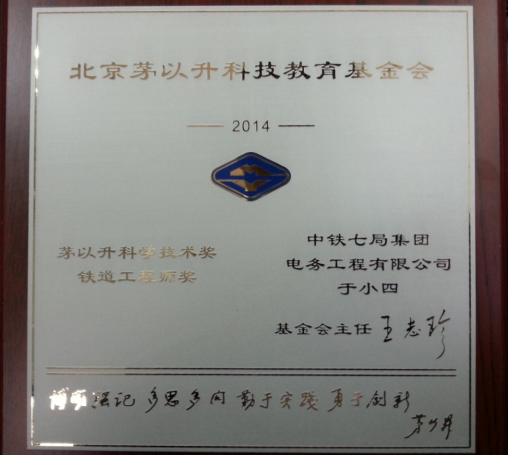 北京茅以升科技教育基金会
2014
茅以升科学技术奖
铁道工程师奖
中铁七局集团
电务工程有限公司
于小四
基金会主任 王志珍
博闻强记 多思多问 勤于实践 勇于创新
茅以升